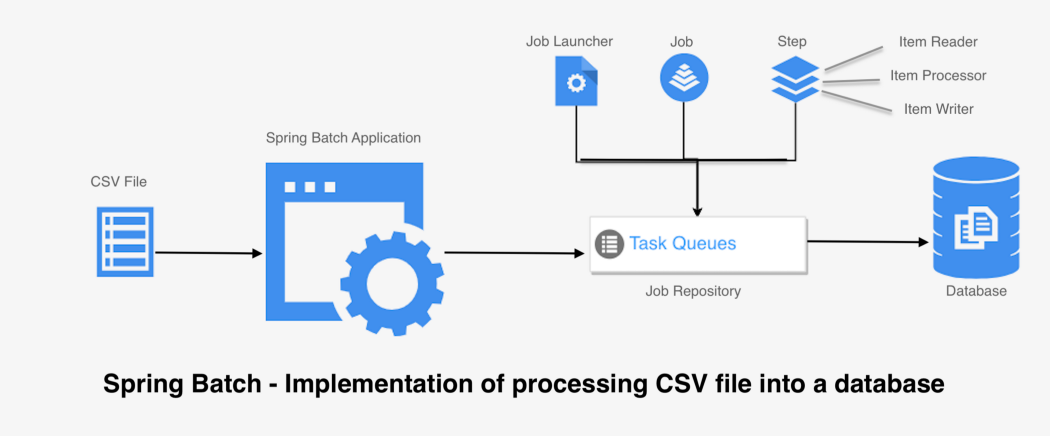 Job Launcher
Job
Step
Item Reader
Item Processor
Item Writer
Spring Batch Application
CSV File
Task Queues
Job Repository
Database
Spring Batch - Implementation of processing CSV file into a database